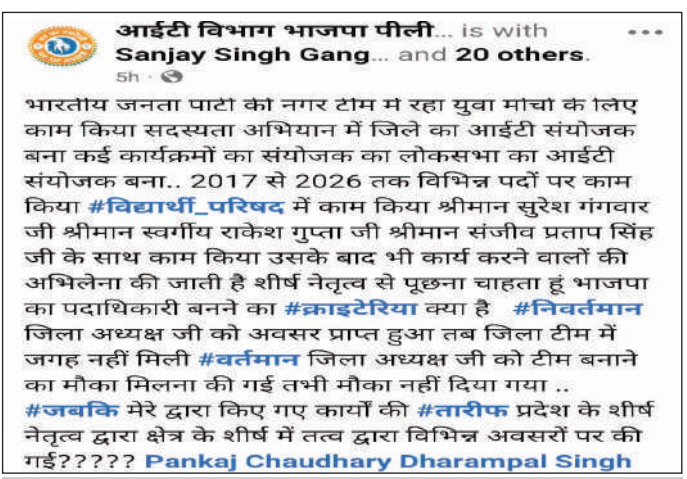 आईटी विभाग भाजपा पीली... is with
Sanjay Singh Gang... and 20 others.
5h ·
भारतीय जनता पार्टी की नगर टीम में रहा युवा मोर्चा के लिए
काम किया सदस्यता अभियान में जिले का आईटी संयोजक
बना कई कार्यक्रमों का संयोजक का लोकसभा का आईटी
संयोजक बना.. 2017 से 2026 तक विभिन्न पदों पर काम
किया #विद्यार्थी_परिषद में काम किया श्रीमान सुरेश गंगवार
जी श्रीमान स्वर्गीय राकेश गुप्ता जी श्रीमान संजीव प्रताप सिंह
जी के साथ काम किया उसके बाद भी कार्य करने वालों की
अभिलेना की जाती है शीर्ष नेतृत्व से पूछना चाहता हूं भाजपा
का पदाधिकारी बनने का #क्राइटेरिया क्या है #निवर्तमान
जिला अध्यक्ष जी को अवसर प्राप्त हुआ तब जिला टीम में
जगह नहीं मिली #वर्तमान जिला अध्यक्ष जी को टीम बनाने
का मौका मिलना की गई तभी मौका नहीं दिया गया ..
#जबकि मेरे द्वारा किए गए कार्यों की #तारीफ प्रदेश के शीर्ष
नेतृत्व द्वारा क्षेत्र के शीर्ष में तत्व द्वारा विभिन्न अवसरों पर की
गई????? Pankaj Chaudhary Dharampal Singh